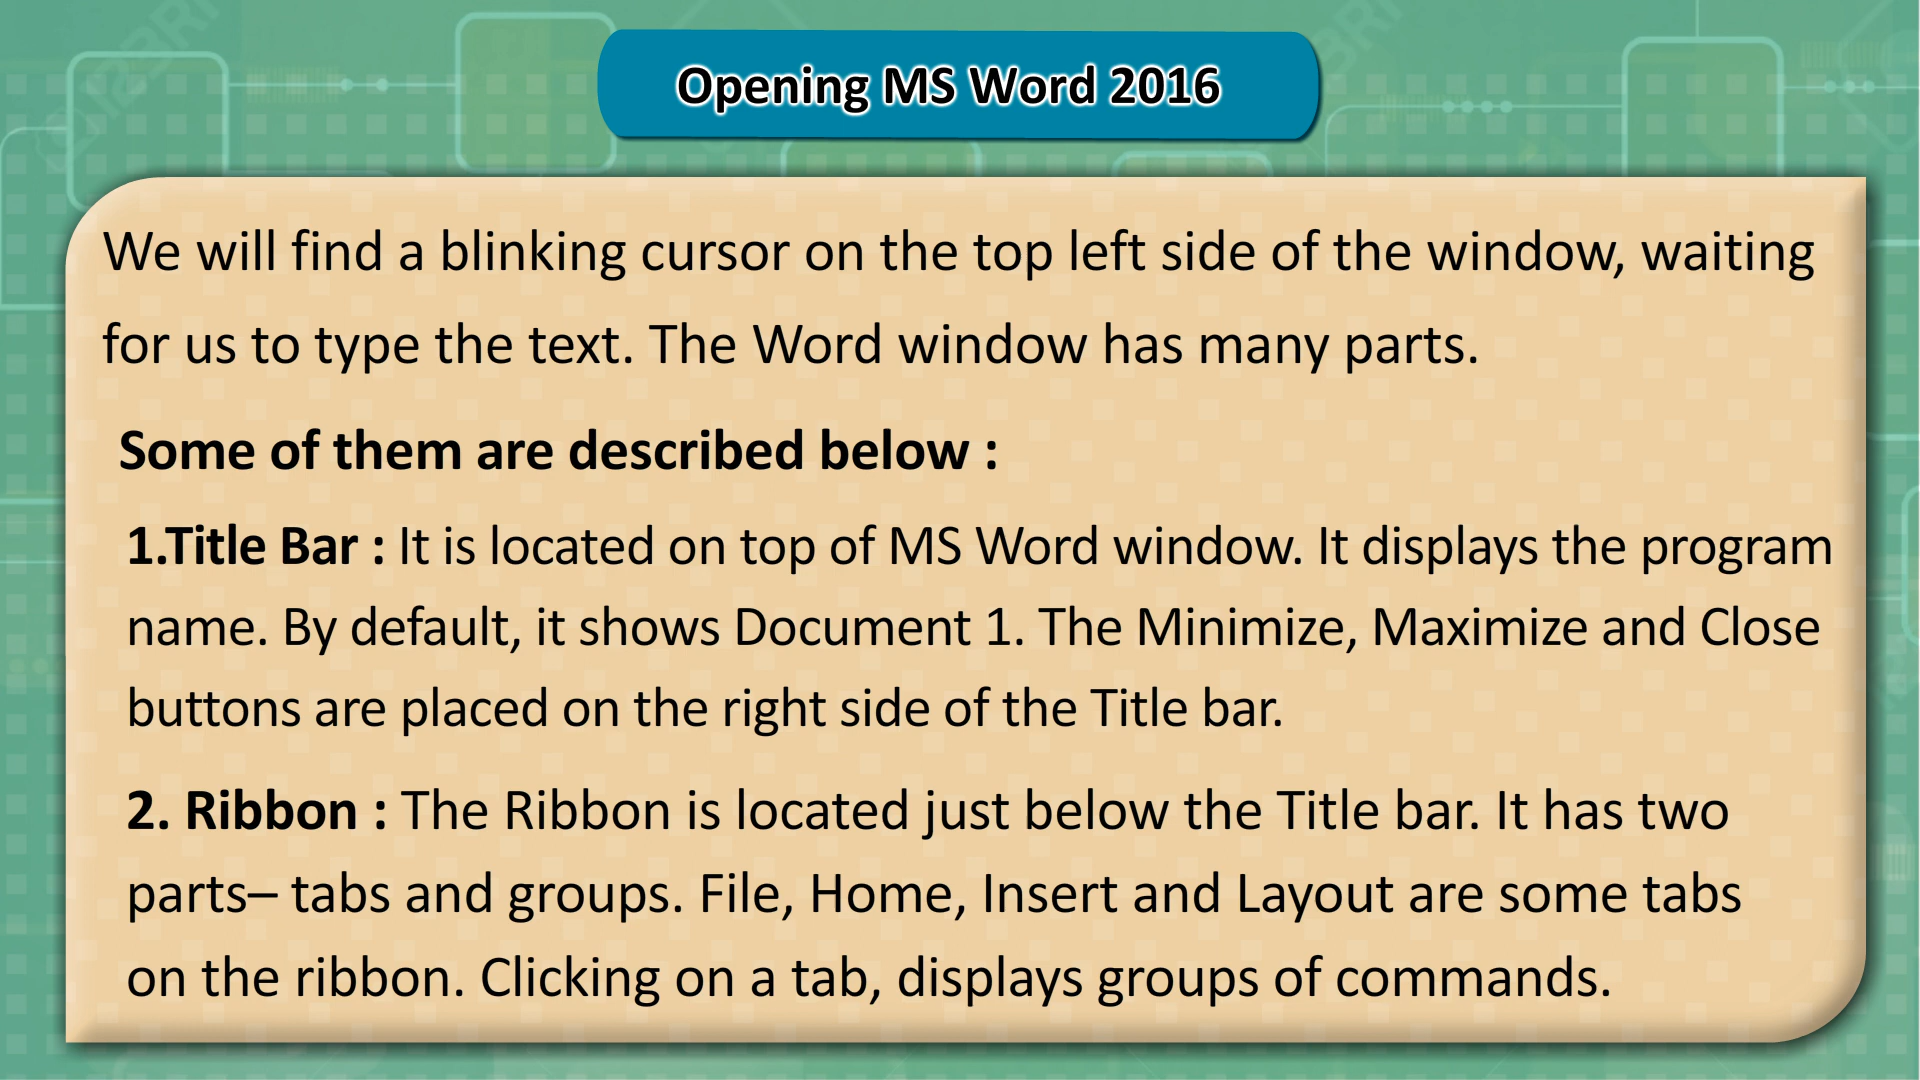 Opening MS Word 2016
We will find a blinking cursor on the top left side of the window, waiting
for us to type the text. The Word window has many parts.
Some of them are described below :
1.Title Bar : It is located on top of MS Word window. It displays the program
name. By default, it shows Document 1. The Minimize, Maximize and Close
buttons are placed on the right side of the Title bar.
2. Ribbon : The Ribbon is located just below the Title bar. It has two
parts– tabs and groups. File, Home, Insert and Layout are some tabs
on the ribbon. Clicking on a tab, displays groups of commands.